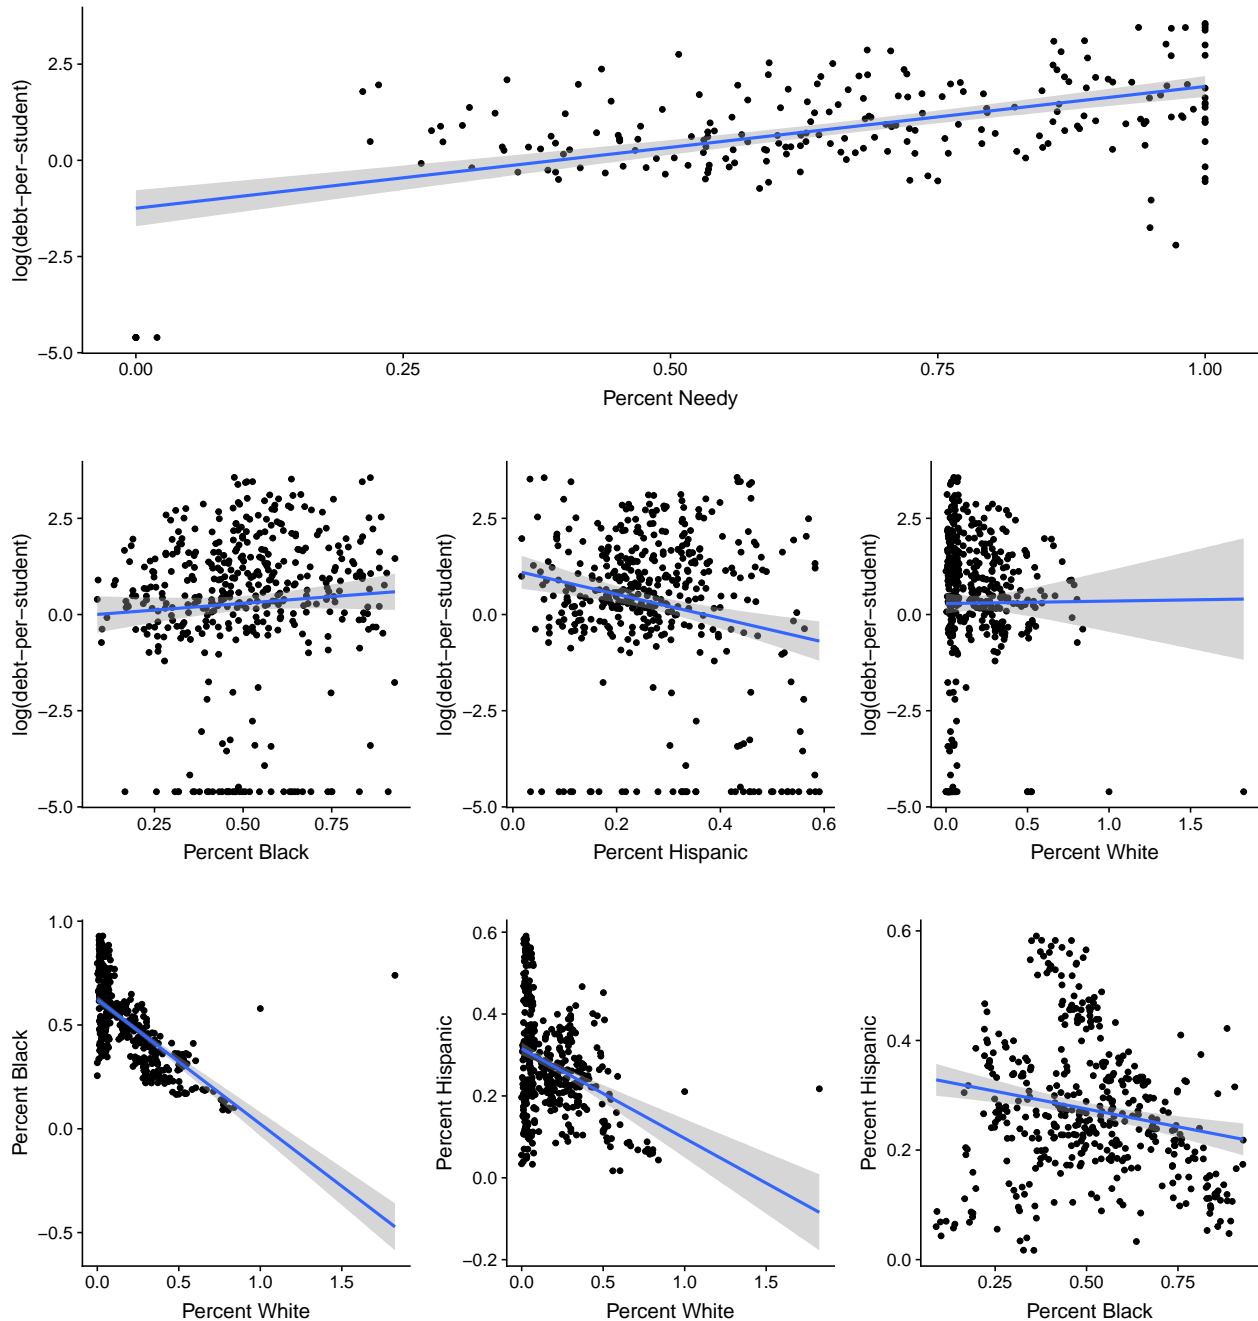 log(debt−per−student)
2.5
0.0
−2.5
−5.0
0.00 0.25 0.50 0.75 1.00
Percent Needy
log(debt−per−student)
2.5
0.0
−2.5
−5.0
0.25 0.50 0.75
Percent Black
log(debt−per−student)
2.5
0.0
−2.5
−5.0
0.0 0.2 0.4 0.6
Percent Hispanic
log(debt−per−student)
2.5
0.0
−2.5
−5.0
0.0 0.5 1.0 1.5
Percent White
Percent Black
1.0
0.5
0.0
−0.5
0.0 0.5 1.0 1.5
Percent White
Percent Hispanic
0.6
0.4
0.2
0.0
−0.2
0.0 0.5 1.0 1.5
Percent White
Percent Hispanic
0.6
0.4
0.2
0.0
0.25 0.50 0.75
Percent Black